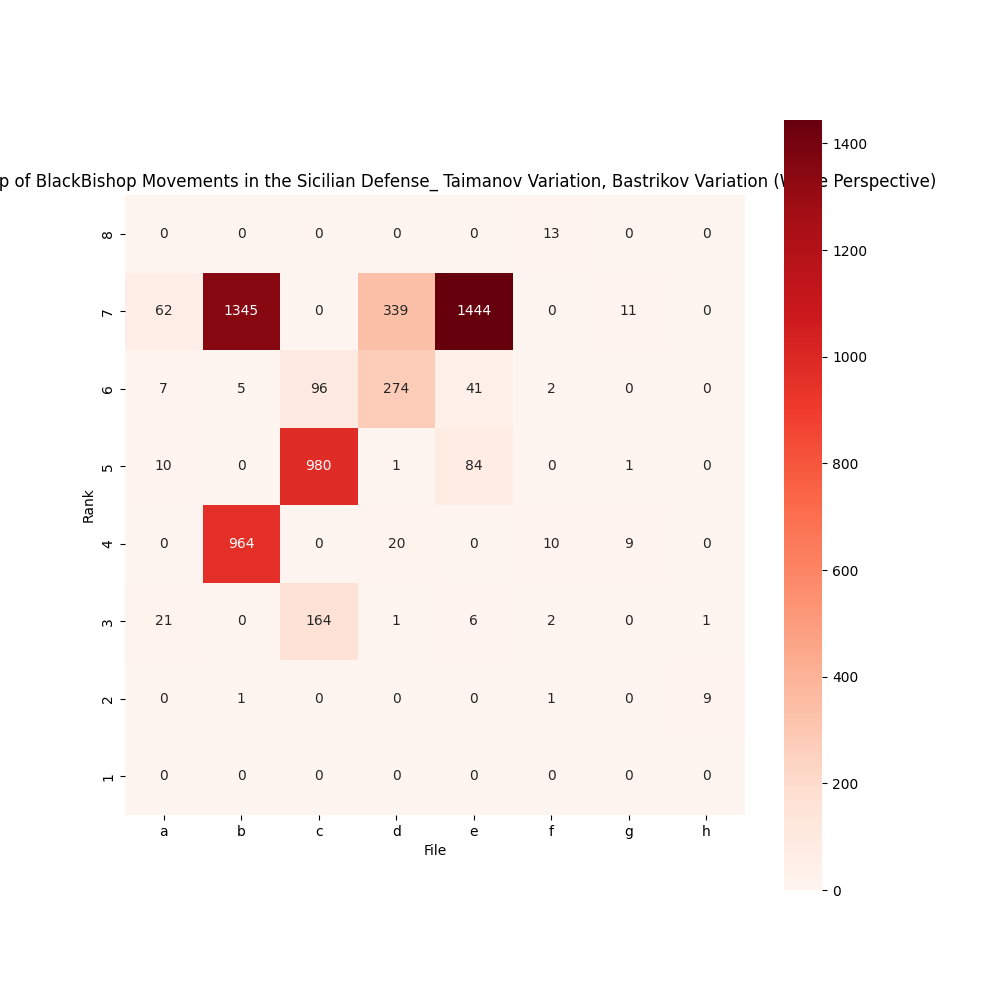 p of BlackBishop Movements in the Sicilian Defense_ Taimanov Variation, Bastrikov Variation (W e Perspective)
8 0 0 0 0 0 13 0 0
7 62 1345 0 339 1444 0 11 0
6 7 5 96 274 41 2 0 0
5 10 0 980 1 84 0 1 0
Rank
4 0 964 0 20 0 10 9 0
3 21 0 164 1 6 2 0 1
2 0 1 0 0 0 1 0 9
1 0 0 0 0 0 0 0 0
a b c d e f g h
File
1400
1200
1000
800
600
400
200
0